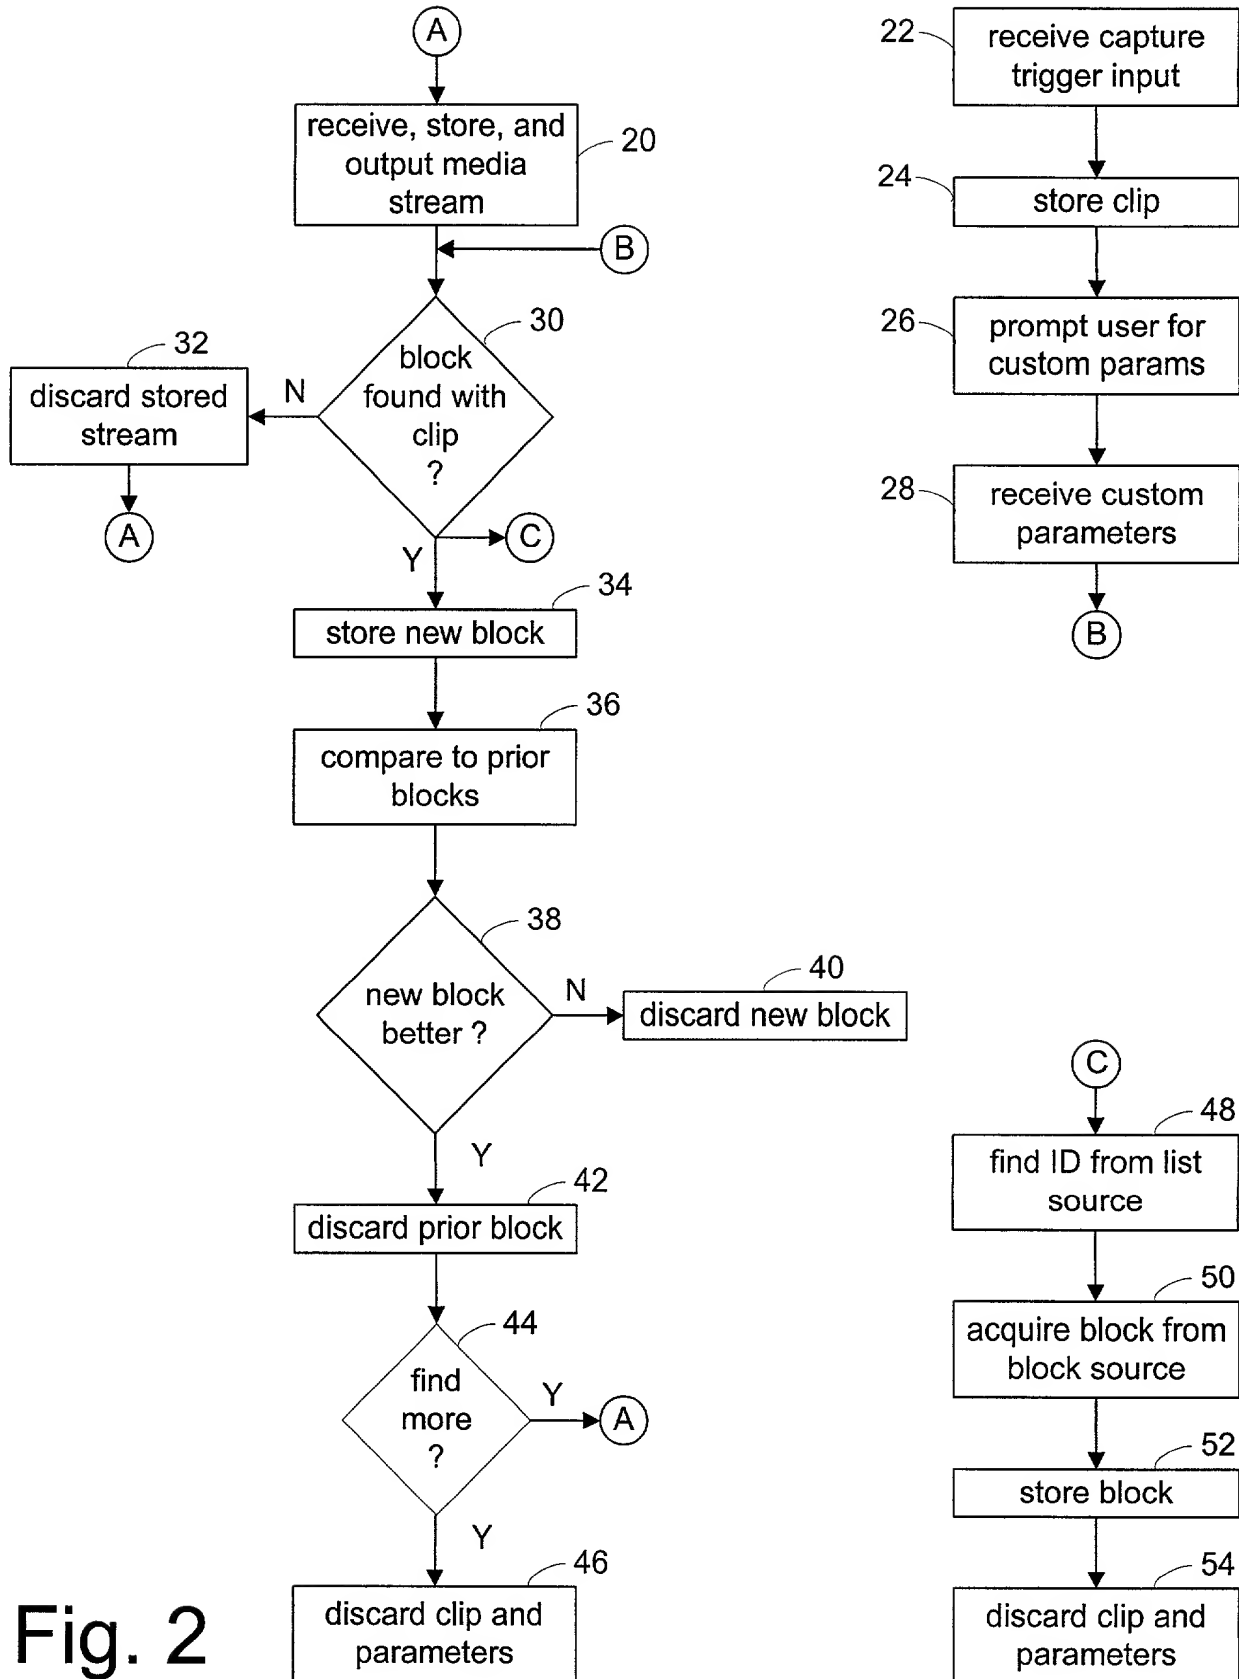 A
receive, store, and
output media
stream
20
B
30
block
found with
clip
?
N
32
discard stored
stream
A
Y
C
34
store new block
36
compare to prior
blocks
38
new block
better ?
N
40
discard new block
Y
42
discard prior block
44
find
more
?
Y
A
Y
46
discard clip and
parameters
22
receive capture
trigger input
24
store clip
26
prompt user for
custom params
28
receive custom
parameters
B
C
48
find ID from list
source
50
acquire block from
block source
52
store block
54
discard clip and
parameters
Fig. 2